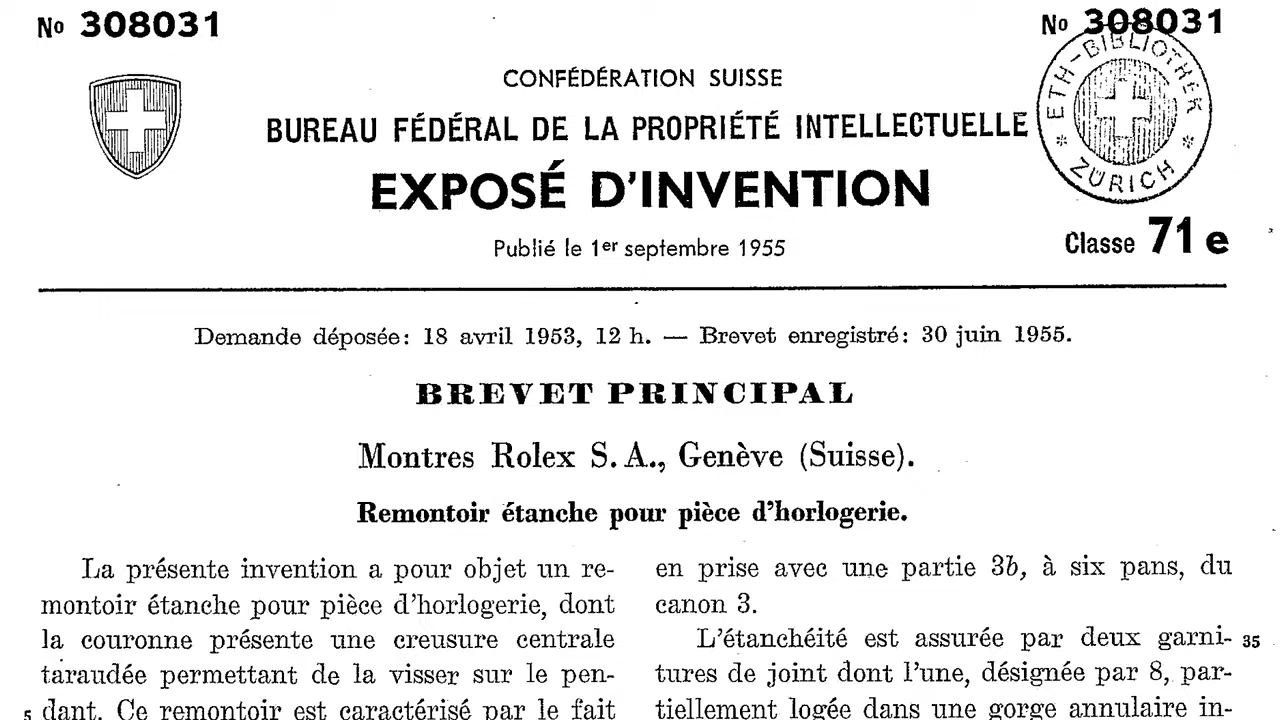 No 308031
No 308031
ETH-BIBLIOTHEK
* ZÜRICH *
CONFÉDÉRATION SUISSE
BUREAU FÉDÉRAL DE LA PROPRIÉTÉ INTELLECTUELLE
EXPOSÉ D'INVENTION
Publié le 1er septembre 1955
Classe 71 e
Demande déposée: 18 avril 1953, 12 h. — Brevet enregistré: 30 juin 1955.
BREVET PRINCIPAL
Montres Rolex S. A., Genève (Suisse).
Remontoir étanche pour pièce d'horlogerie.
La présente invention a pour objet un re-
montoir étanche pour pièce d'horlogerie, dont
la couronne présente une creusure centrale
taraudée permettant de la visser sur le pen-
5 dant. Ce remontoir est caractérisé par le fait
en prise avec une partie 3b, à six pans, du
canon 3.
L'étanchéité est assurée par deux garni- 35
tures de joint dont l'une, désignée par 8, par-
tiellement logée dans une gorge annulaire in-